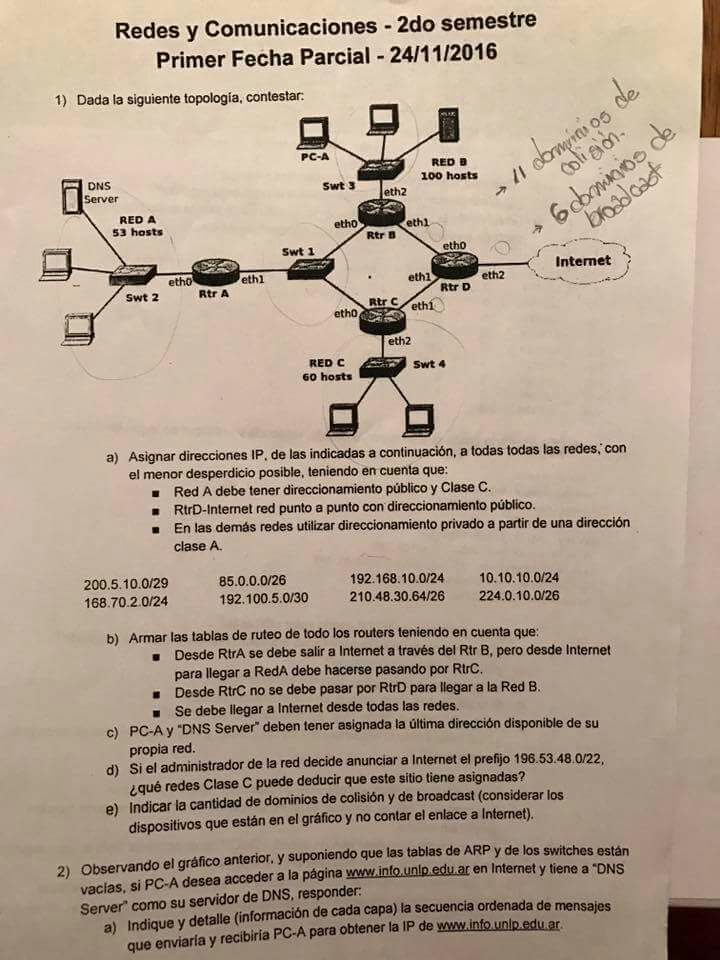 Redes y Comunicaciones - 2do semestre
Primer Fecha Parcial - 24/11/2016
1) Dada la siguiente topología, contestar:
PC-A
RED B
100 hosts
Swt 3
eth2
→ 11 dominios de
colisión.
→ 6 dominios de
broadcast
DNS
Server
RED A
53 hosts
eth0
eth1
Rtr B
Swt 1
eth0
Internet
eth0
eth1
eth1
eth2
Swt 2
Rtr A
Rtr D
Rtr C
eth0
eth1
eth2
RED C
60 hosts
Swt 4
a) Asignar direcciones IP, de las indicadas a continuación, a todas todas las redes, con
el menor desperdicio posible, teniendo en cuenta que:
■ Red A debe tener direccionamiento público y Clase C.
■ RtrD-Internet red punto a punto con direccionamiento público.
■ En las demás redes utilizar direccionamiento privado a partir de una dirección
clase A.
200.5.10.0/29 85.0.0.0/26 192.168.10.0/24 10.10.10.0/24
168.70.2.0/24 192.100.5.0/30 210.48.30.64/26 224.0.10.0/26
b) Armar las tablas de ruteo de todo los routers teniendo en cuenta que:
■ Desde RtrA se debe salir a Internet a través del Rtr B, pero desde Internet
para llegar a RedA debe hacerse pasando por RtrC.
■ Desde RtrC no se debe pasar por RtrD para llegar a la Red B.
■ Se debe llegar a Internet desde todas las redes.
c) PC-A y "DNS Server" deben tener asignada la última dirección disponible de su
propia red.
d) Si el administrador de la red decide anunciar a Internet el prefijo 196.53.48.0/22,
¿qué redes Clase C puede deducir que este sitio tiene asignadas?
e) Indicar la cantidad de dominios de colisión y de broadcast (considerar los
dispositivos que están en el gráfico y no contar el enlace a Internet).
2) Observando el gráfico anterior, y suponiendo que las tablas de ARP y de los switches están
vacías, si PC-A desea acceder a la página www.info.unlp.edu.ar en Internet y tiene a "DNS
Server" como su servidor de DNS, responder:
a) Indique y detalle (información de cada capa) la secuencia ordenada de mensajes
que enviaría y recibiría PC-A para obtener la IP de www.info.unlp.edu.ar.